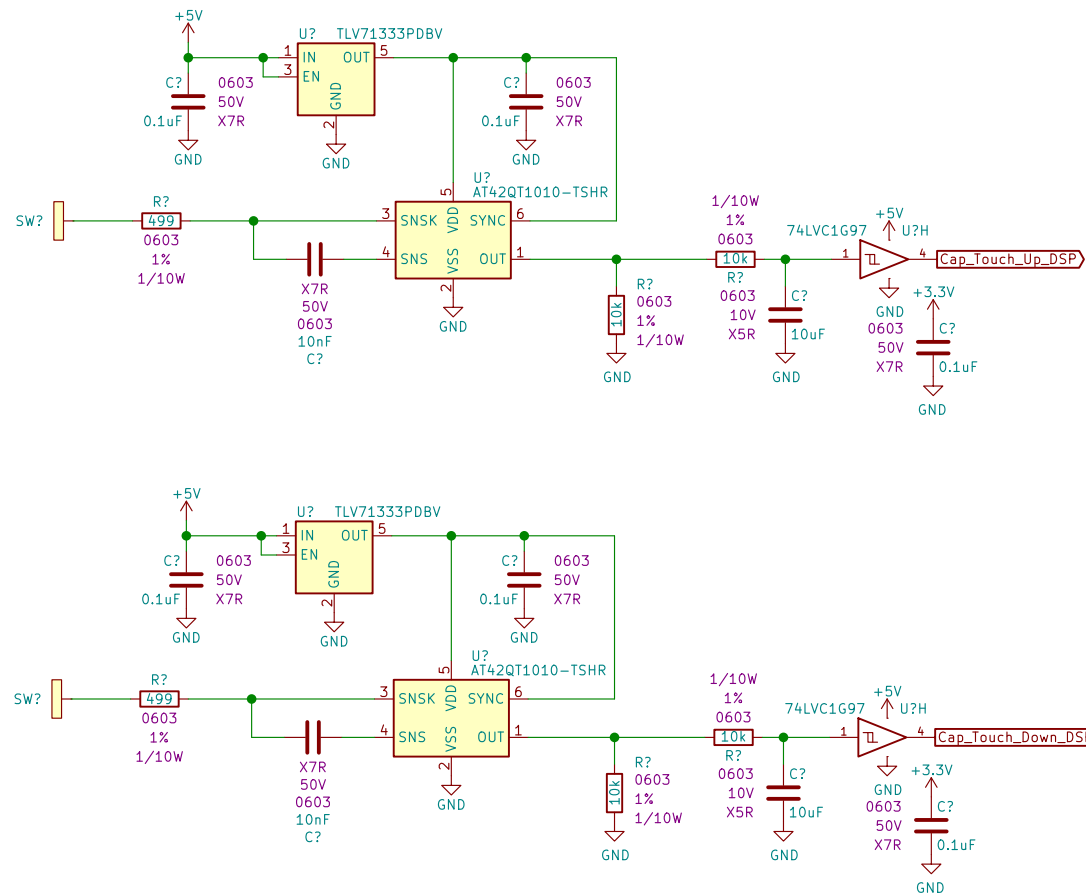 +5V
U? TLV71333PDBV
1 IN OUT 5
3 EN
GND
2
C? 0603
50V
0.1uF X7R
GND
GND
C? 0603
50V
0.1uF X7R
GND
U?
AT42QT1010-TSHR
5
SW?
R?
499
0603
1%
1/10W
3 SNSK VDD SYNC 6
4 SNS VSS OUT 1
2
GND
X7R
50V
0603
10nF
C?
R?
10k
0603
1%
1/10W
GND
1/10W
1%
0603
10k
R?
0603
10V
X5R
C?
10uF
GND
+5V
74LVC1G97 U?H
1 4
Cap_Touch_Up_DSP
GND
+3.3V
0603 C?
50V
X7R 0.1uF
GND
+5V
U? TLV71333PDBV
1 IN OUT 5
3 EN
GND
2
C? 0603
50V
0.1uF X7R
GND
GND
C? 0603
50V
0.1uF X7R
GND
U?
AT42QT1010-TSHR
5
SW?
R?
499
0603
1%
1/10W
3 SNSK VDD SYNC 6
4 SNS VSS OUT 1
2
GND
X7R
50V
0603
10nF
C?
R?
10k
0603
1%
1/10W
GND
1/10W
1%
0603
10k
R?
0603
10V
X5R
C?
10uF
GND
+5V
74LVC1G97 U?H
1 4
Cap_Touch_Down_DS
GND
+3.3V
0603 C?
50V
X7R 0.1uF
GND